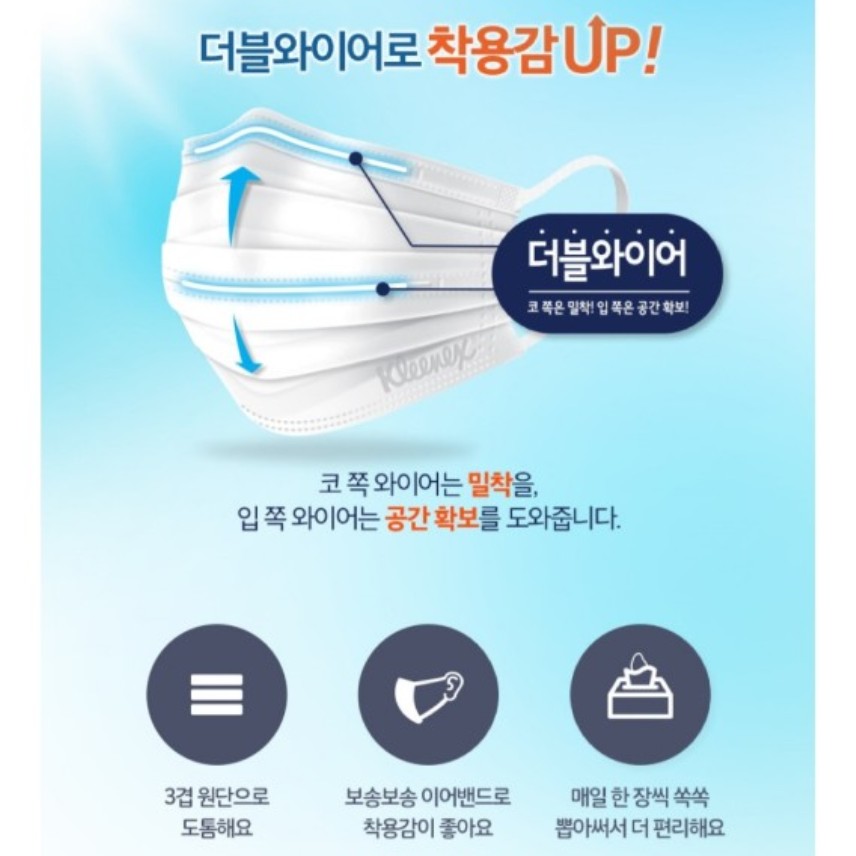 더블와이어로 착용감 UP!
더블와이어
코 쪽은 밀착! 입 쪽은 공간 확보!
Kleenex
코 쪽 와이어는 밀착을,
입 쪽 와이어는 공간 확보를 도와줍니다.
3겹 원단으로
도톰해요
보송보송 이어밴드로
착용감이 좋아요
매일 한 장씩 쏙쏙
뽑아써서 더 편리해요